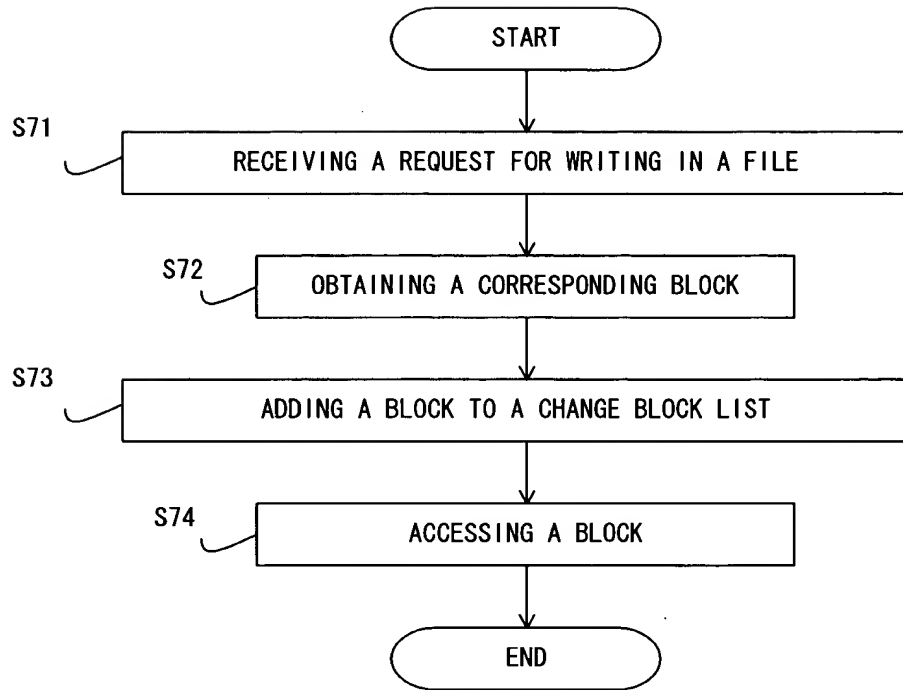 START
S71
RECEIVING A REQUEST FOR WRITING IN A FILE
S72
OBTAINING A CORRESPONDING BLOCK
S73
ADDING A BLOCK TO A CHANGE BLOCK LIST
S74
ACCESSING A BLOCK
END